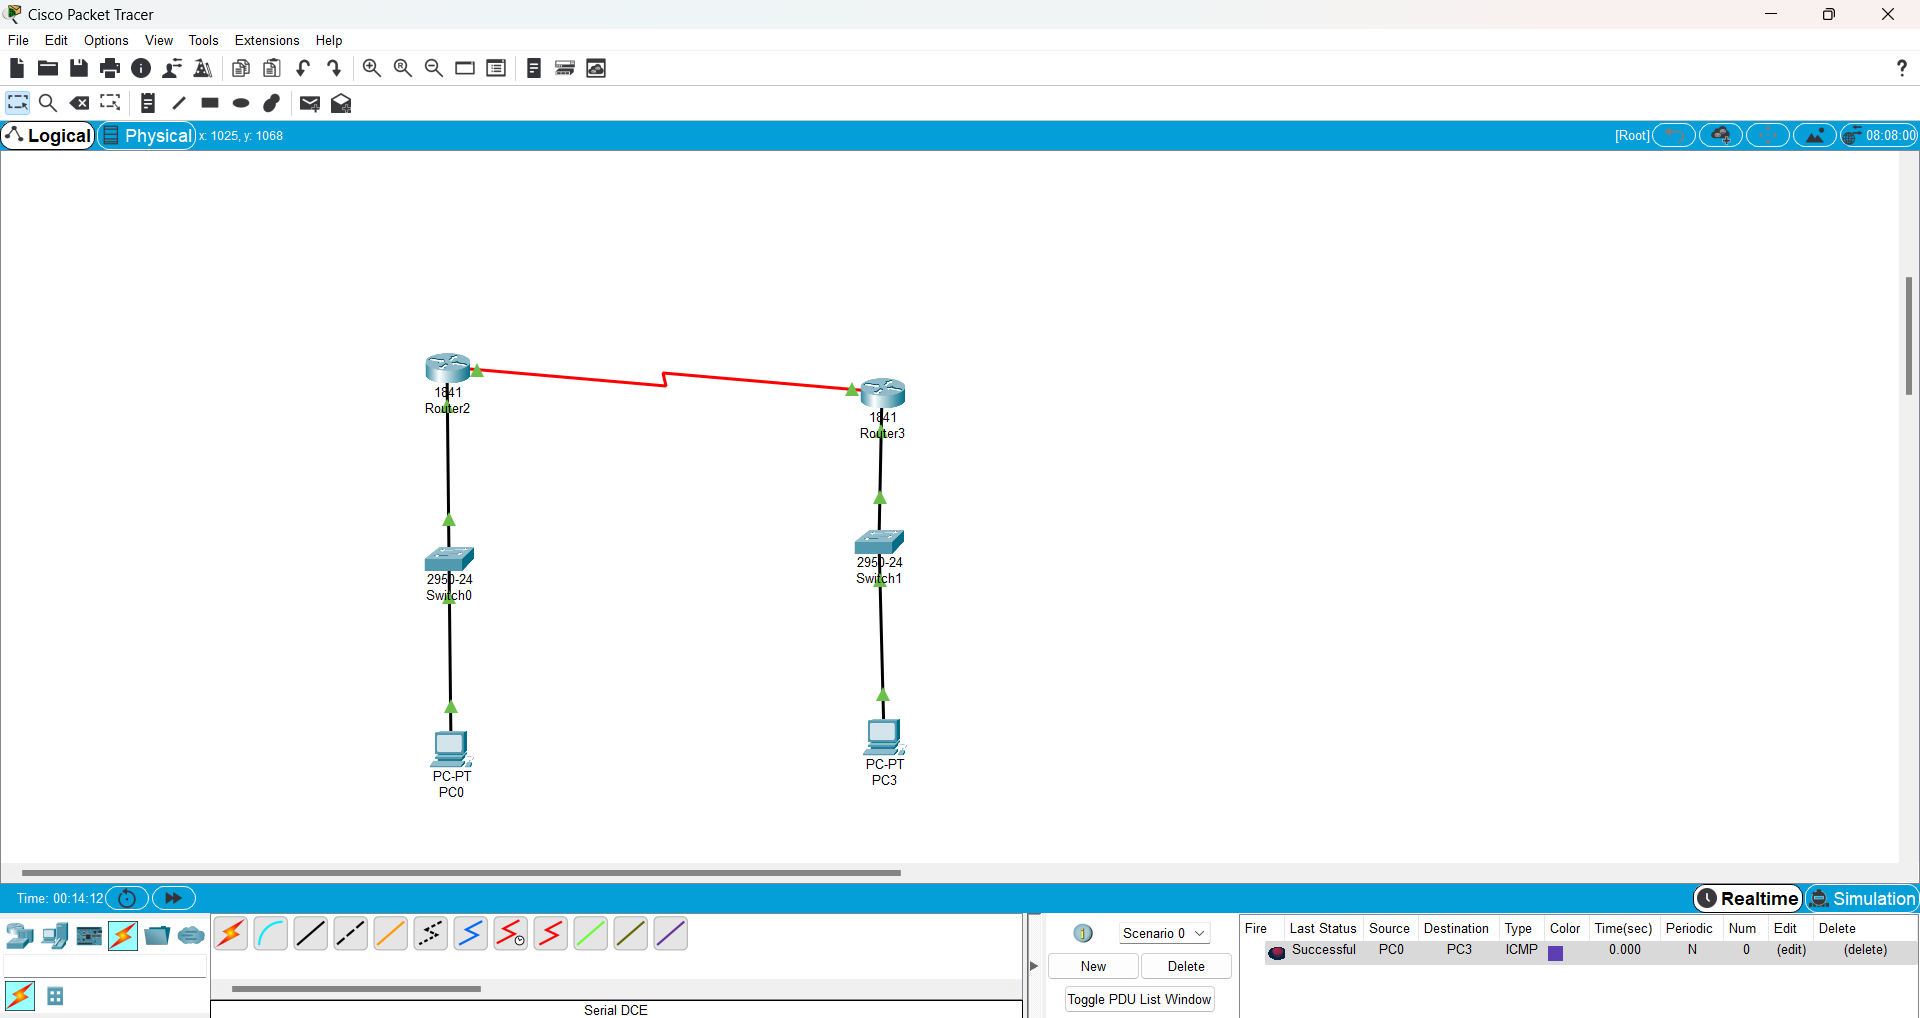 Cisco Packet Tracer
File Edit Options View Tools Extensions Help
Logical Physical x: 1025, y: 1068 [Root] 08:08:00
1841
Router2
1841
Router3
2950-24
Switch1
2950-24
Switch0
PC-PT
PC3
PC-PT
PC0
Time: 00:14:12 Realtime Simulation
Scenario 0
New Delete
Toggle PDU List Window
Fire Last Status Source Destination Type Color Time(sec) Periodic Num Edit Delete
Successful PC0 PC3 ICMP 0.000 N 0 (edit) (delete)
Serial DCE